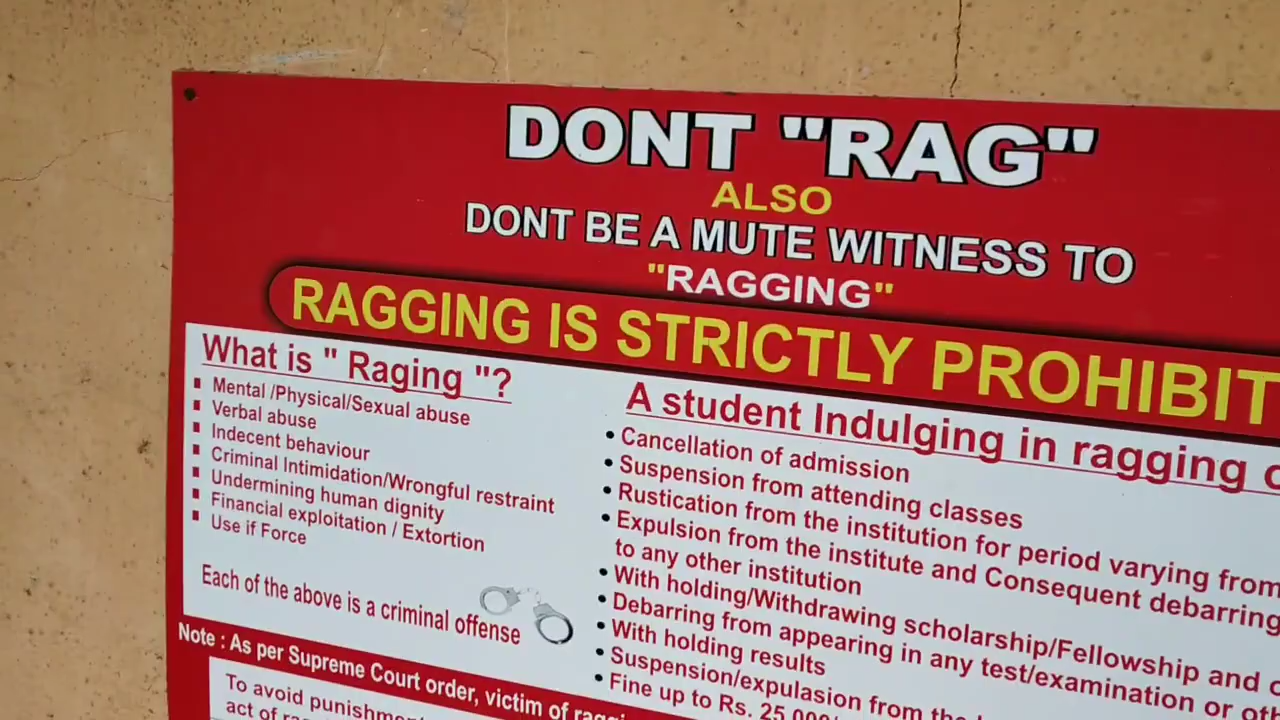 DONT "RAG"
ALSO
DONT BE A MUTE WITNESS TO
"RAGGING"
RAGGING IS STRICTLY PROHIBIT
What is " Raging "?
Mental /Physical/Sexual abuse
Verbal abuse
Indecent behaviour
Criminal Intimidation/Wrongful restraint
Undermining human dignity
Financial exploitation / Extortion
Use if Force
Each of the above is a criminal offense
A student Indulging in ragging
Cancellation of admission
Suspension from attending classes
Rustication from the institution for period varying from
Expulsion from the institute and Consequent debarring
to any other institution
With holding/Withdrawing scholarship/Fellowship and
Debarring from appearing in any test/examination or
With holding results
Suspension/expulasion from the
Fine up to Rs. 25,000/
Note : As per Supreme Court order, victim of
To avoid
act of